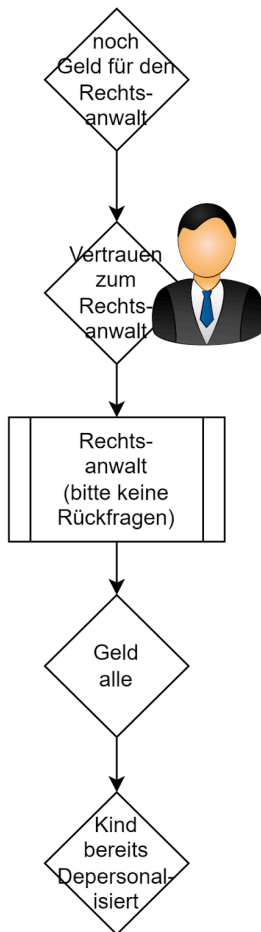 noch
Geld für den
Rechts-
anwalt
Vertrauen
zum
Rechts-
anwalt
Rechts-
anwalt
(bitte keine
Rückfragen)
Geld
alle
Kind
bereits
Depersonal-
isiert